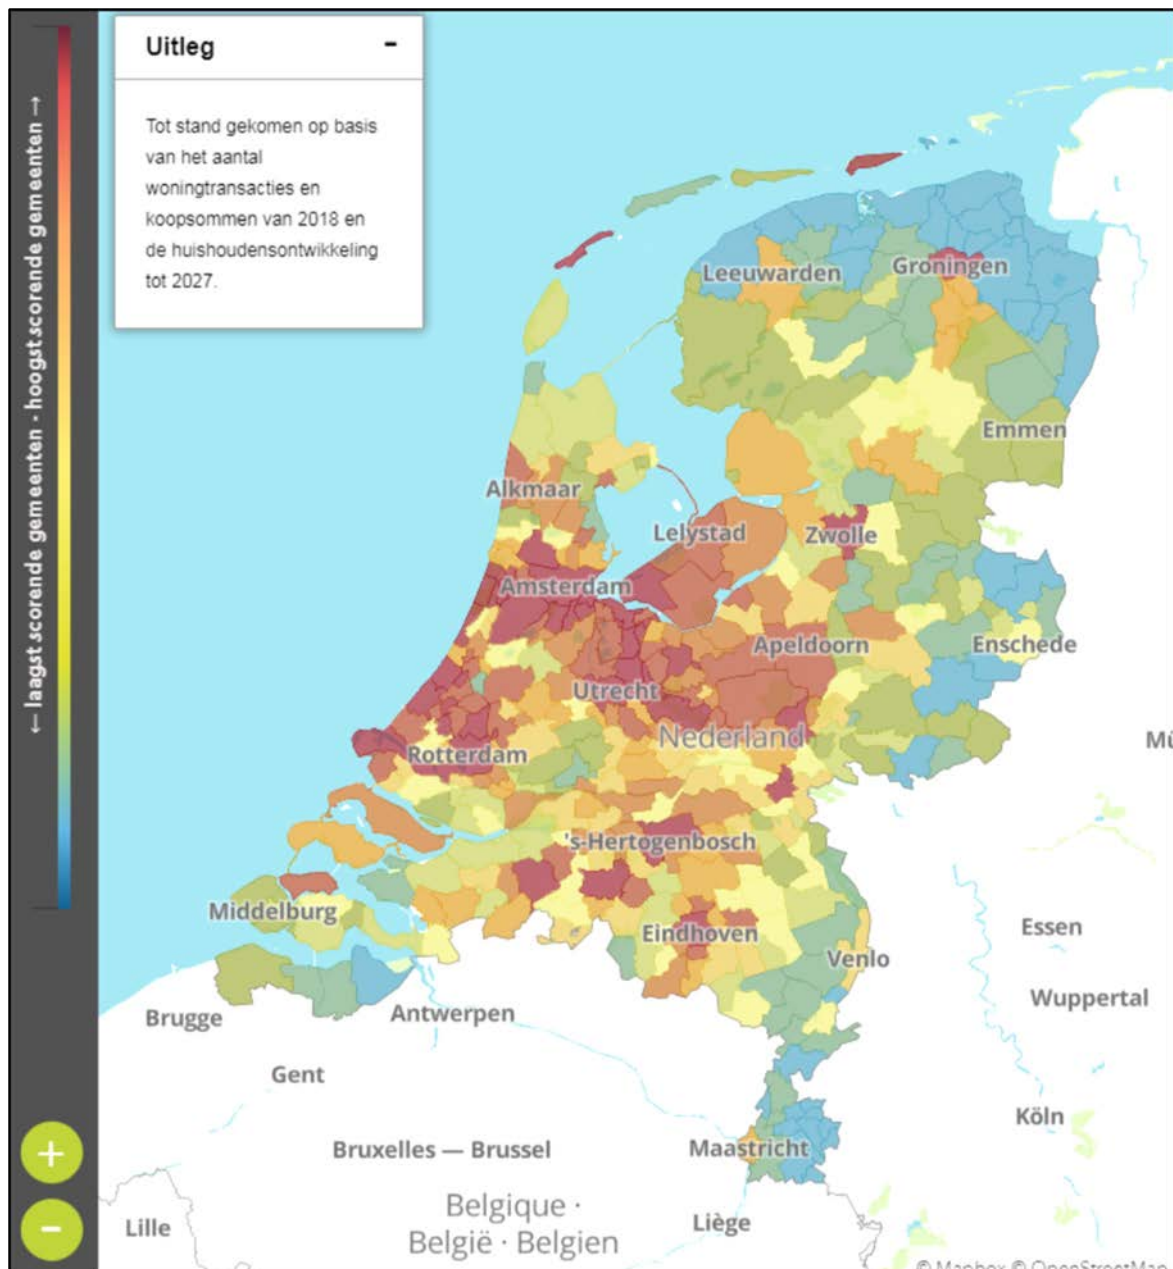 ← laagst scorende gemeenten - hoogst scorende gemeenten →
Uitleg
-
Tot stand gekomen op basis
van het aantal
woningtransacties en
koopsommen van 2018 en
de huishoudensontwikkeling
tot 2027.
Leeuwarden
Groningen
Emmen
Alkmaar
Lelystad
Zwolle
Amsterdam
Apeldoorn
Enschede
Utrecht
Nederland
Rotterdam
's-Hertogenbosch
Middelburg
Eindhoven
Venlo
Essen
Wuppertal
Brugge
Antwerpen
Gent
Köln
Bruxelles — Brussel
Maastricht
Belgique ·
België · Belgien
Lille
Liège
+
-
© Mapbox © OpenStreetMap